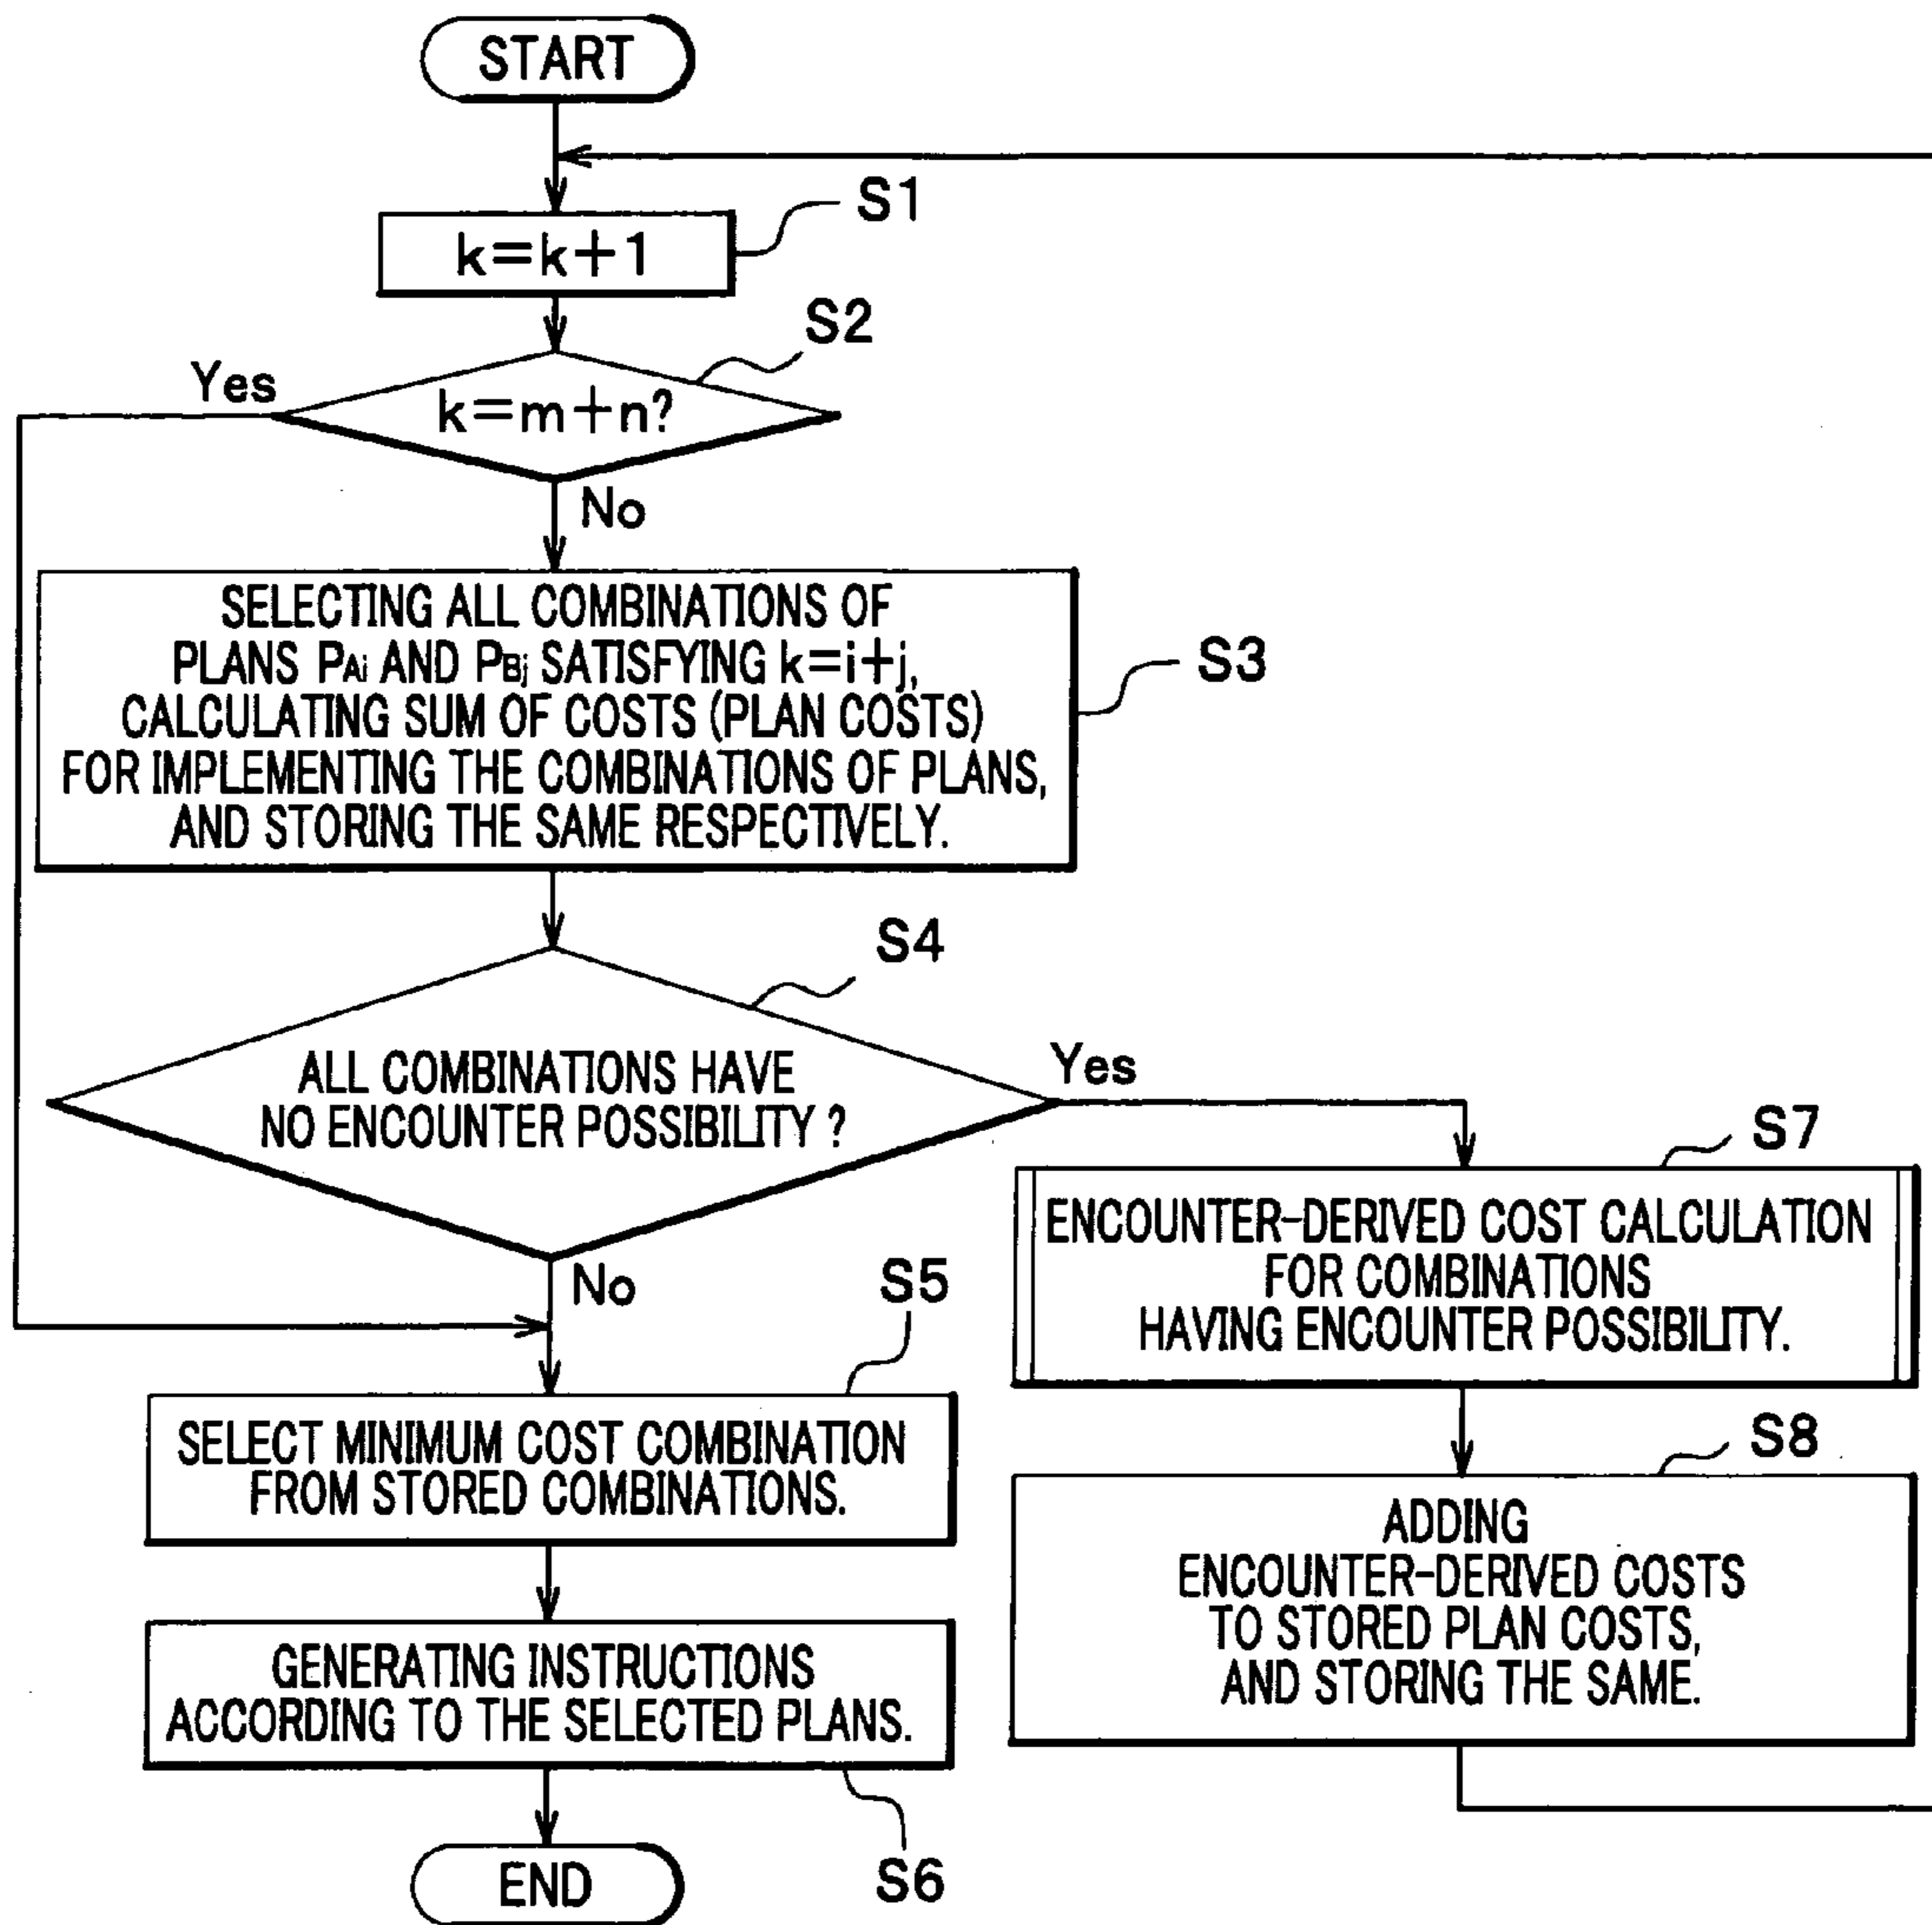 START
S1
k=k+1
S2
Yes
k=m+n?
No
SELECTING ALL COMBINATIONS OF
PLANS PAi AND PBj SATISFYING k=i+j,
CALCULATING SUM OF COSTS (PLAN COSTS)
FOR IMPLEMENTING THE COMBINATIONS OF PLANS,
AND STORING THE SAME RESPECTIVELY.
S3
S4
ALL COMBINATIONS HAVE
NO ENCOUNTER POSSIBILITY ?
Yes
No
S7
ENCOUNTER-DERIVED COST CALCULATION
FOR COMBINATIONS
HAVING ENCOUNTER POSSIBILITY.
S5
SELECT MINIMUM COST COMBINATION
FROM STORED COMBINATIONS.
S8
ADDING
ENCOUNTER-DERIVED COSTS
TO STORED PLAN COSTS,
AND STORING THE SAME.
GENERATING INSTRUCTIONS
ACCORDING TO THE SELECTED PLANS.
S6
END